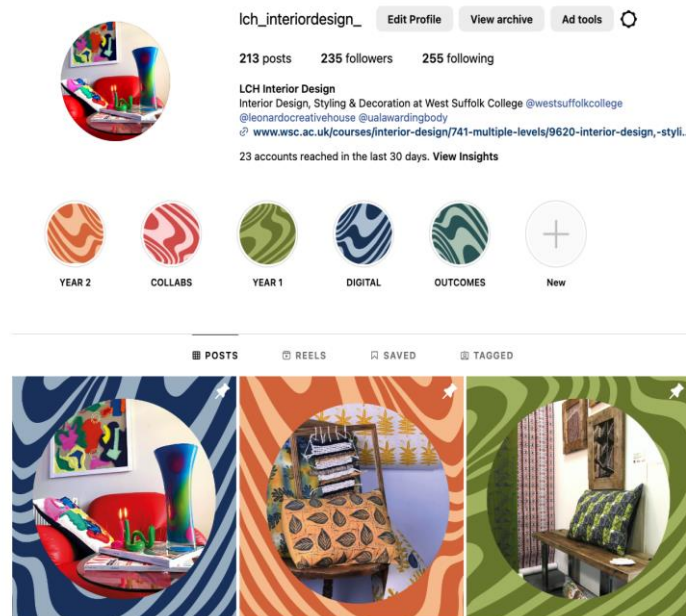 lch_interiordesign_ Edit Profile View archive Ad tools
213 posts 235 followers 255 following
LCH Interior Design
Interior Design, Styling & Decoration at West Suffolk College @westsuffolkcollege
@leonardocreativehouse @ualawardingbody
www.wsc.ac.uk/courses/interior-design/741-multiple-levels/9620-interior-design,-styli...
23 accounts reached in the last 30 days. View Insights
YEAR 2 COLLABS YEAR 1 DIGITAL OUTCOMES New
POSTS REELS SAVED TAGGED